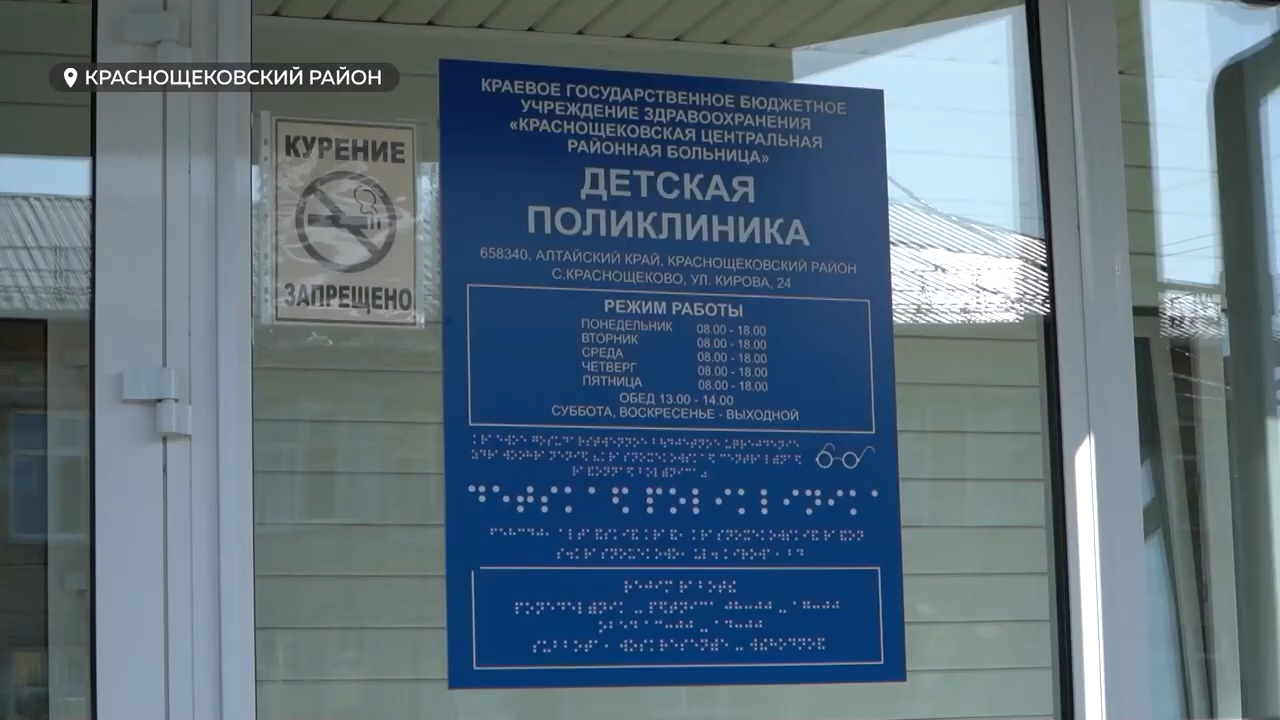 КРАСНОЩЕКОВСКИЙ РАЙОН
КУРЕНИЕ
ЗАПРЕЩЕНО
КРАЕВОЕ ГОСУДАРСТВЕННОЕ БЮДЖЕТНОЕ
УЧРЕЖДЕНИЕ ЗДРАВООХРАНЕНИЯ
«КРАСНОЩЕКОВСКАЯ ЦЕНТРАЛЬНАЯ
РАЙОННАЯ БОЛЬНИЦА»
ДЕТСКАЯ
ПОЛИКЛИНИКА
658340, АЛТАЙСКИЙ КРАЙ, КРАСНОЩЕКОВСКИЙ РАЙОН
С.КРАСНОЩЕКОВО, УЛ. КИРОВА, 24
РЕЖИМ РАБОТЫ
ПОНЕДЕЛЬНИК 08.00 - 18.00
ВТОРНИК 08.00 - 18.00
СРЕДА 08.00 - 18.00
ЧЕТВЕРГ 08.00 - 18.00
ПЯТНИЦА 08.00 - 18.00
ОБЕД 13.00 - 14.00
СУББОТА, ВОСКРЕСЕНЬЕ - ВЫХОДНОЙ